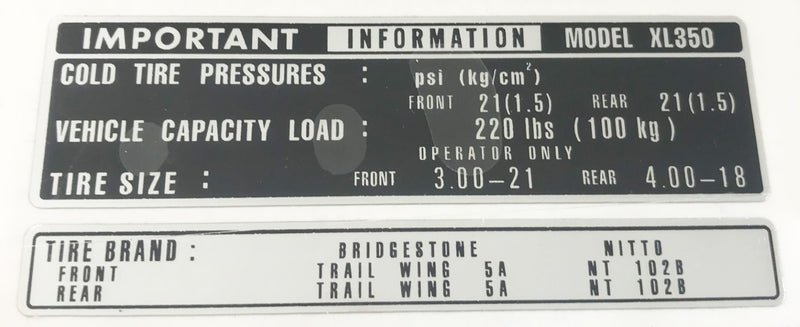 IMPORTANT INFORMATION MODEL XL350
COLD TIRE PRESSURES : psi (kg/cm²)
FRONT 21(1.5) REAR 21(1.5)
VEHICLE CAPACITY LOAD : 220 lbs (100 kg)
OPERATOR ONLY
TIRE SIZE : FRONT 3.00-21 REAR 4.00-18
TIRE BRAND : BRIDGESTONE NITTO
FRONT TRAIL WING 5A NT 102B
REAR TRAIL WING 5A NT 102B